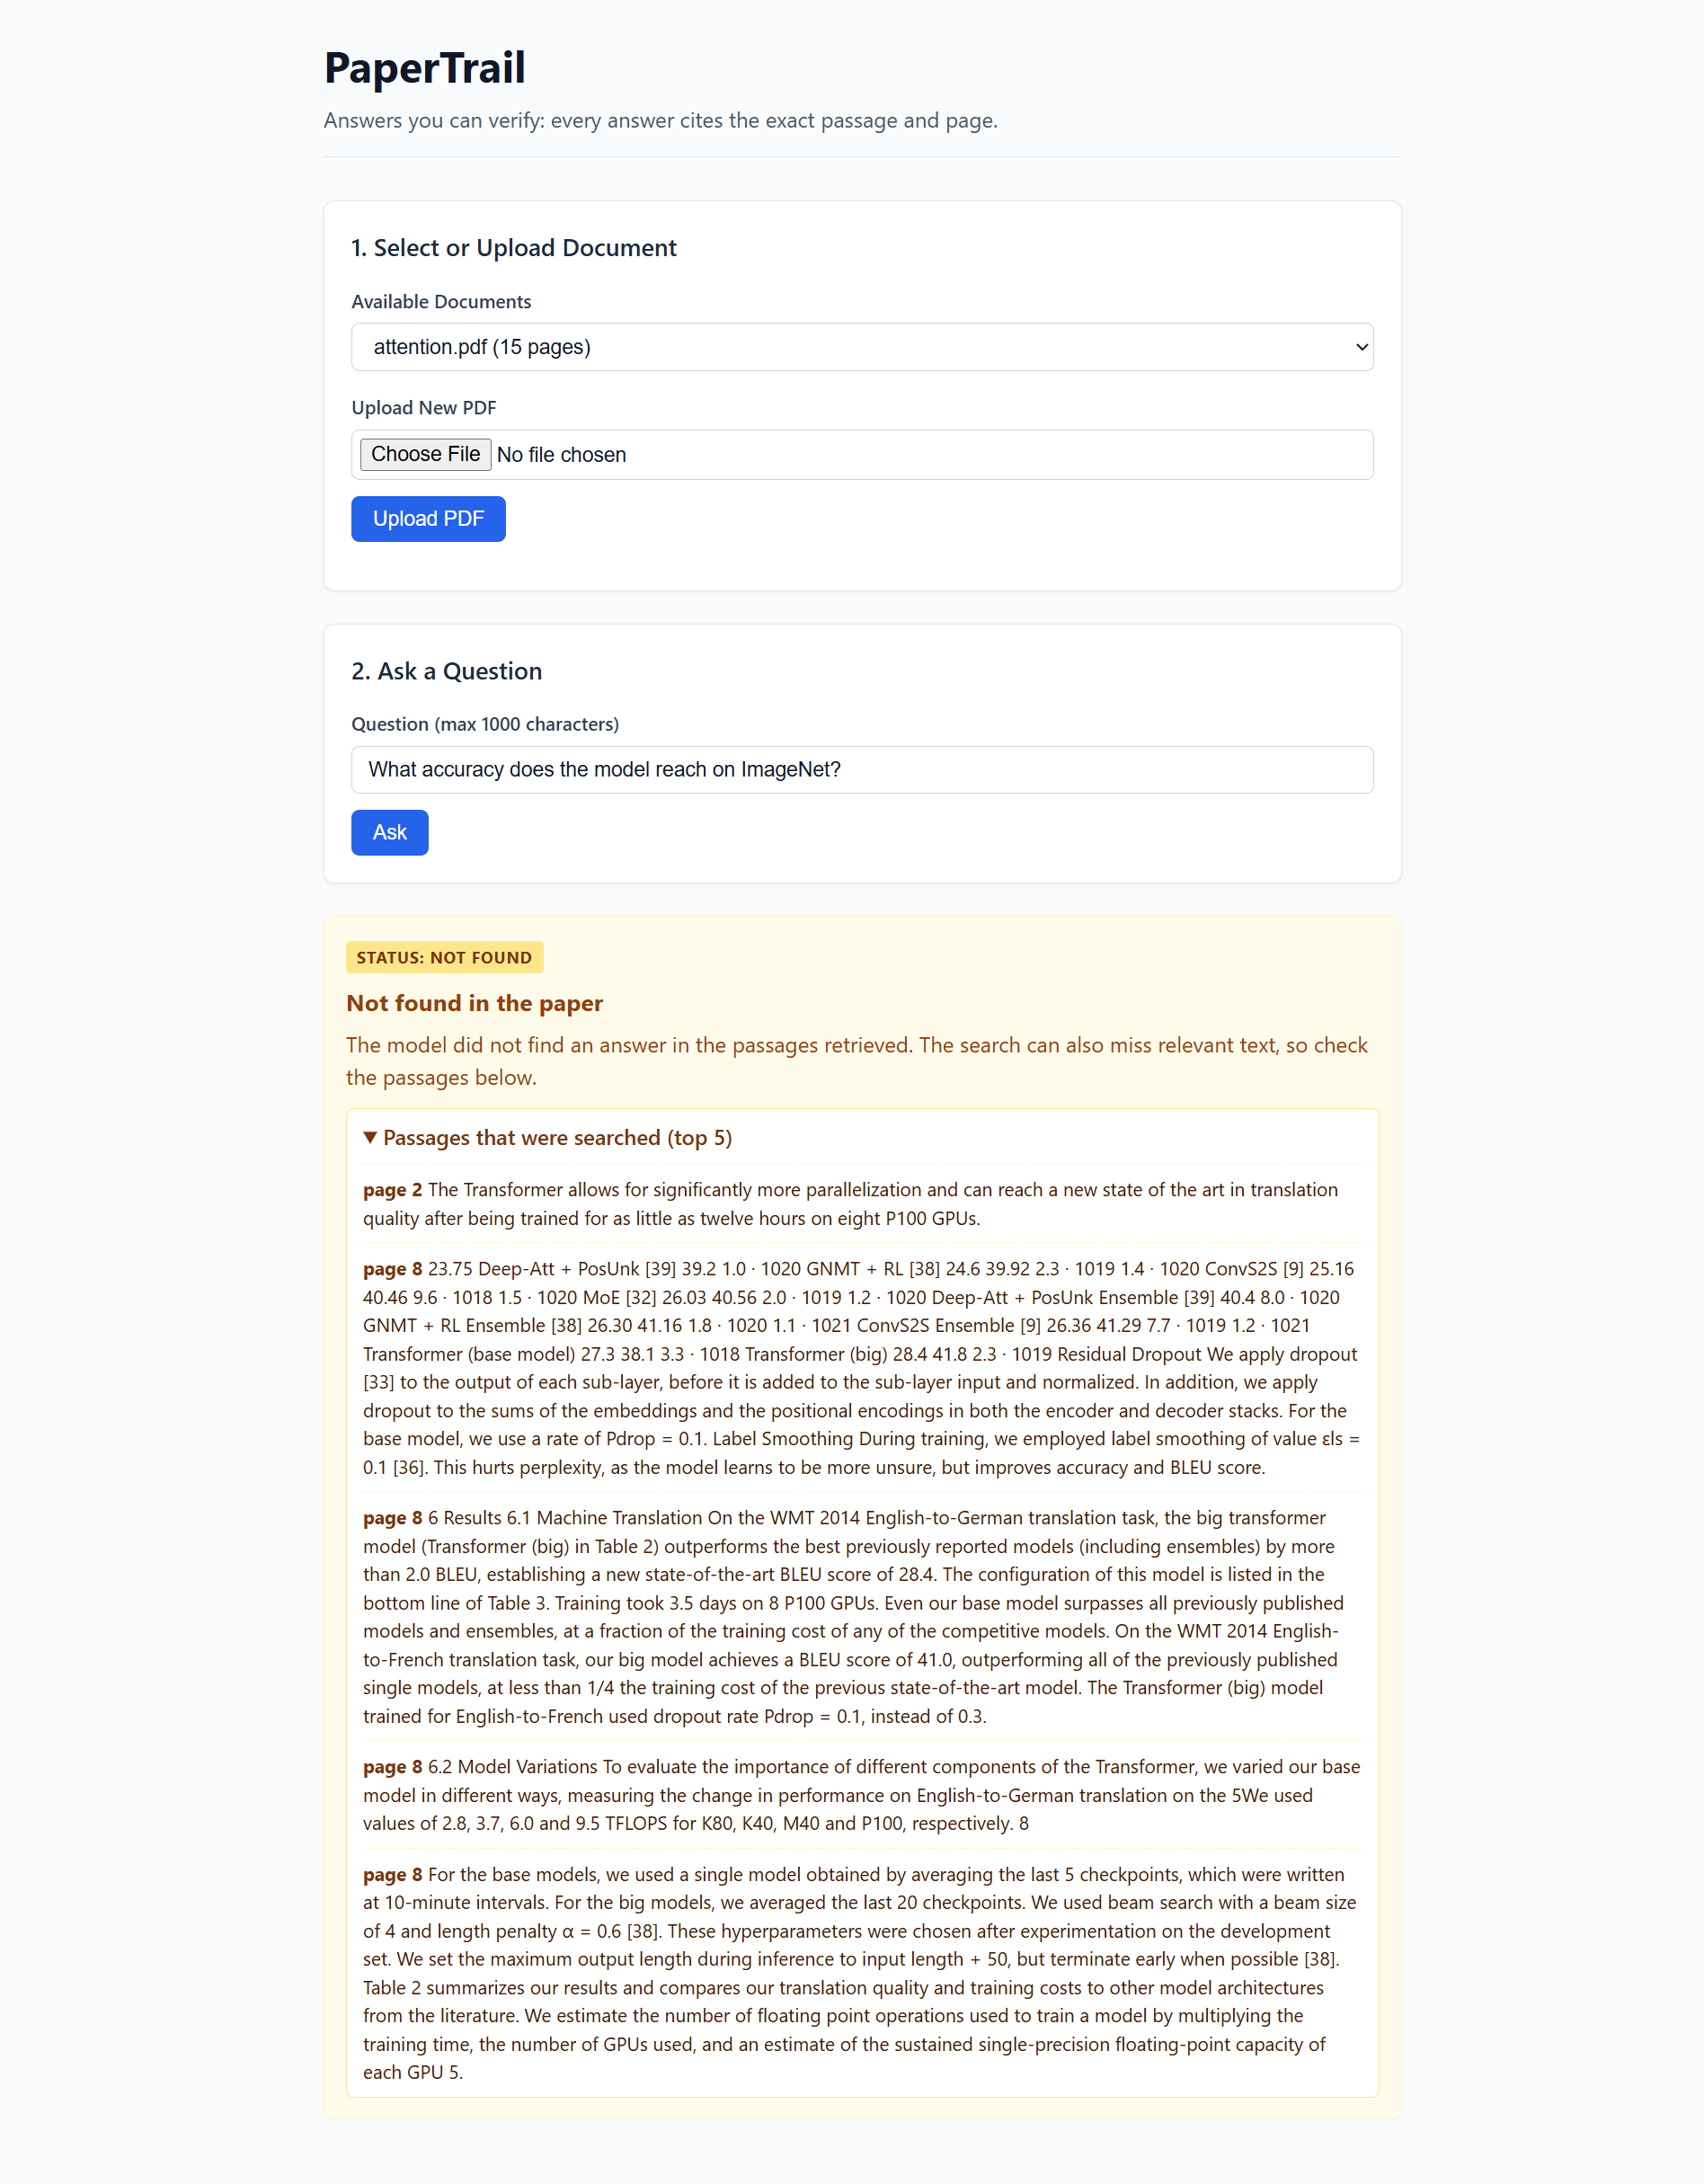 PaperTrail
Answers you can verify: every answer cites the exact passage and page.
1. Select or Upload Document
Available Documents
attention.pdf (15 pages)
Upload New PDF
Choose File No file chosen
Upload PDF
2. Ask a Question
Question (max 1000 characters)
What accuracy does the model reach on ImageNet?
Ask
STATUS: NOT FOUND
Not found in the paper
The model did not find an answer in the passages retrieved. The search can also miss relevant text, so check
the passages below.
▼ Passages that were searched (top 5)
page 2 The Transformer allows for significantly more parallelization and can reach a new state of the art in translation
quality after being trained for as little as twelve hours on eight P100 GPUs.
page 8 23.75 Deep-Att + PosUnk [39] 39.2 1.0 · 1020 GNMT + RL [38] 24.6 39.92 2.3 · 1019 1.4 · 1020 ConvS2S [9] 25.16
40.46 9.6 · 1018 1.5 · 1020 MoE [32] 26.03 40.56 2.0 · 1019 1.2 · 1020 Deep-Att + PosUnk Ensemble [39] 40.4 8.0 · 1020
GNMT + RL Ensemble [38] 26.30 41.16 1.8 · 1020 1.1 · 1021 ConvS2S Ensemble [9] 26.36 41.29 7.7 · 1019 1.2 · 1021
Transformer (base model) 27.3 38.1 3.3 · 1018 Transformer (big) 28.4 41.8 2.3 · 1019 Residual Dropout We apply dropout
[33] to the output of each sub-layer, before it is added to the sub-layer input and normalized. In addition, we apply
dropout to the sums of the embeddings and the positional encodings in both the encoder and decoder stacks. For the
base model, we use a rate of Pdrop = 0.1. Label Smoothing During training, we employed label smoothing of value εls =
0.1 [36]. This hurts perplexity, as the model learns to be more unsure, but improves accuracy and BLEU score.
page 8 6 Results 6.1 Machine Translation On the WMT 2014 English-to-German translation task, the big transformer
model (Transformer (big) in Table 2) outperforms the best previously reported models (including ensembles) by more
than 2.0 BLEU, establishing a new state-of-the-art BLEU score of 28.4. The configuration of this model is listed in the
bottom line of Table 3. Training took 3.5 days on 8 P100 GPUs. Even our base model surpasses all previously published
models and ensembles, at a fraction of the training cost of any of the competitive models. On the WMT 2014 English-
to-French translation task, our big model achieves a BLEU score of 41.0, outperforming all of the previously published
single models, at less than 1/4 the training cost of the previous state-of-the-art model. The Transformer (big) model
trained for English-to-French used dropout rate Pdrop = 0.1, instead of 0.3.
page 8 6.2 Model Variations To evaluate the importance of different components of the Transformer, we varied our base
model in different ways, measuring the change in performance on English-to-German translation on the 5We used
values of 2.8, 3.7, 6.0 and 9.5 TFLOPS for K80, K40, M40 and P100, respectively. 8
page 8 For the base models, we used a single model obtained by averaging the last 5 checkpoints, which were written
at 10-minute intervals. For the big models, we averaged the last 20 checkpoints. We used beam search with a beam size
of 4 and length penalty α = 0.6 [38]. These hyperparameters were chosen after experimentation on the development
set. We set the maximum output length during inference to input length + 50, but terminate early when possible [38].
Table 2 summarizes our results and compares our translation quality and training costs to other model architectures
from the literature. We estimate the number of floating point operations used to train a model by multiplying the
training time, the number of GPUs used, and an estimate of the sustained single-precision floating-point capacity of
each GPU 5.